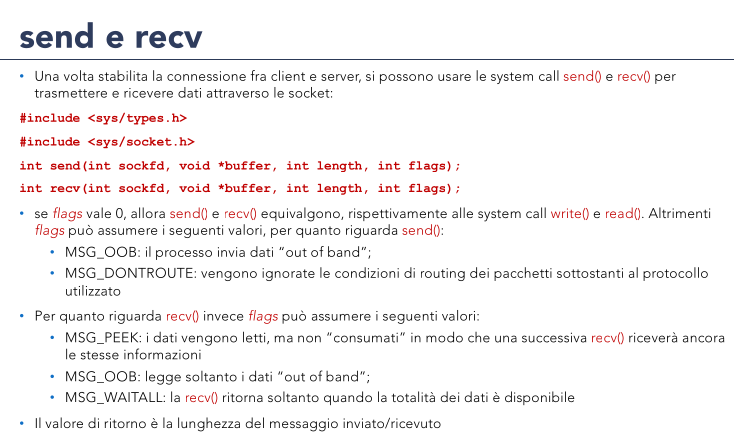 send e recv
• Una volta stabilita la connessione fra client e server, si possono usare le system call send() e recv() per
trasmettere e ricevere dati attraverso le socket:
#include <sys/types.h>
#include <sys/socket.h>
int send(int sockfd, void *buffer, int length, int flags);
int recv(int sockfd, void *buffer, int length, int flags);
• se flags vale 0, allora send() e recv() equivalgono, rispettivamente alle system call write() e read(). Altrimenti
flags può assumere i seguenti valori, per quanto riguarda send():
• MSG_OOB: il processo invia dati “out of band”;
• MSG_DONTROUTE: vengono ignorate le condizioni di routing dei pacchetti sottostanti al protocollo
utilizzato
• Per quanto riguarda recv() invece flags può assumere i seguenti valori:
• MSG_PEEK: i dati vengono letti, ma non “consumati” in modo che una successiva recv() riceverà ancora
le stesse informazioni
• MSG_OOB: legge soltanto i dati “out of band”;
• MSG_WAITALL: la recv() ritorna soltanto quando la totalità dei dati è disponibile
• Il valore di ritorno è la lunghezza del messaggio inviato/ricevuto